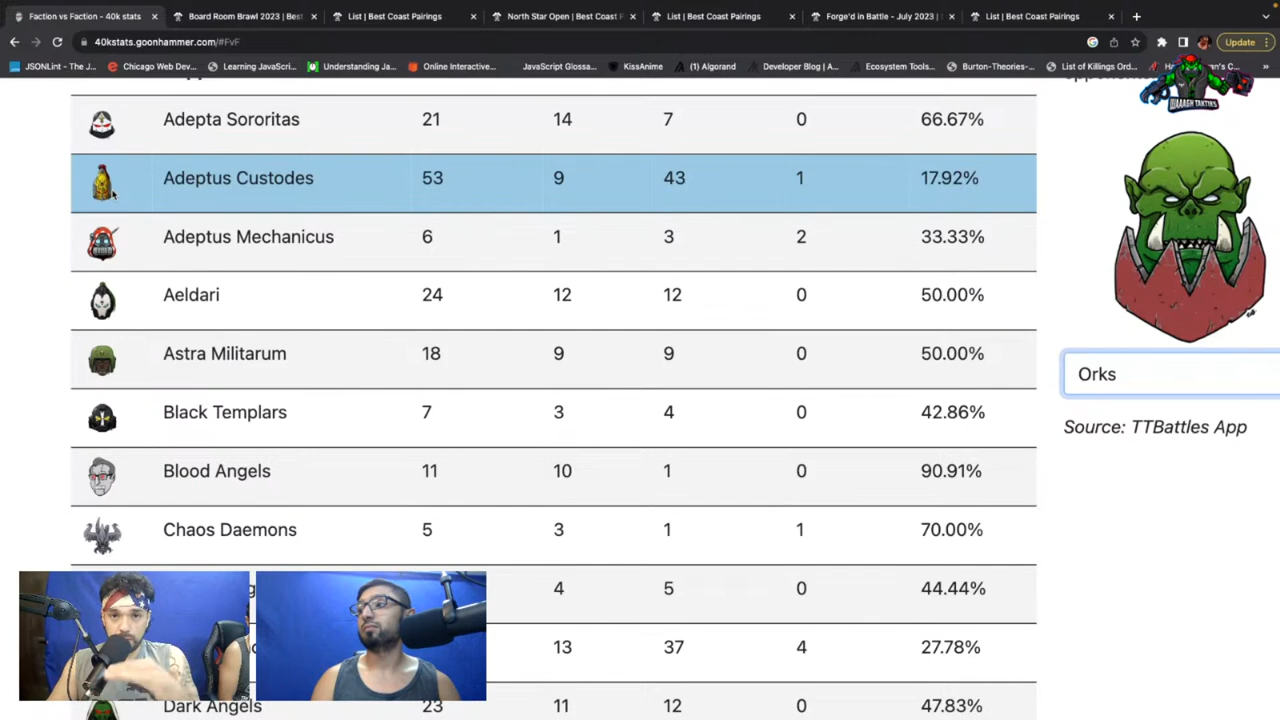 Faction vs Faction - 40k stats
Board Room Brawl 2023 | Best
List | Best Coast Pairings
North Star Open | Best Coast P
List | Best Coast Pairings
Forge'd in Battle - July 2023 |
List | Best Coast Pairings
40kstats.goonhammer.com/#FvF
Update
JSONLint - The J...
Chicago Web Dev...
Learning JavaScri...
Understanding Ja...
Online Interactive...
JavaScript Glossa...
KissAnime
(1) Algorand
Developer Blog | A...
Ecosystem Tools...
Burton-Theories-...
List of Killings Ord...
WAAAGH TAKTIKS
Adepta Sororitas 21 14 7 0 66.67%
Adeptus Custodes 53 9 43 1 17.92%
Adeptus Mechanicus 6 1 3 2 33.33%
Aeldari 24 12 12 0 50.00%
Astra Militarum 18 9 9 0 50.00%
Black Templars 7 3 4 0 42.86%
Blood Angels 11 10 1 0 90.91%
Chaos Daemons 5 3 1 1 70.00%
4 5 0 44.44%
13 37 4 27.78%
Dark Angels 23 11 12 0 47.83%
Orks
Source: TTBattles App